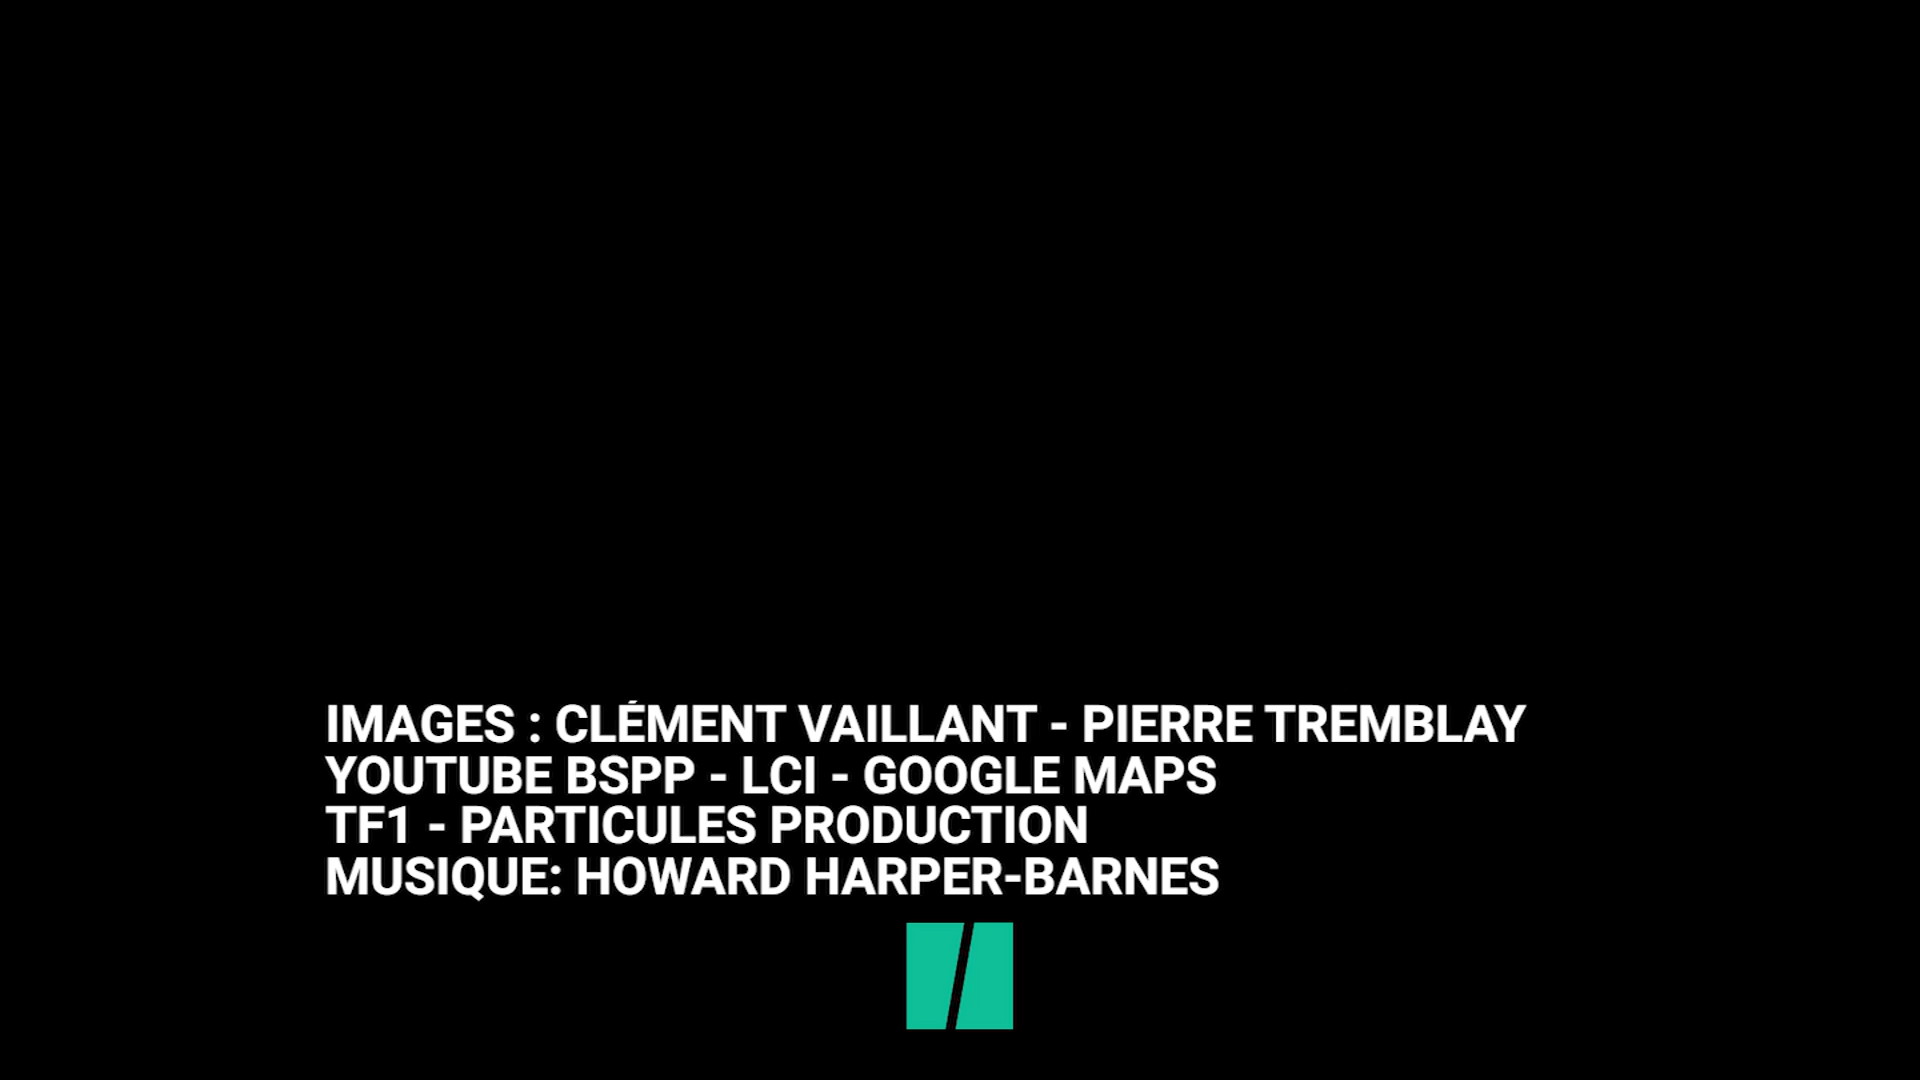 IMAGES : CLÉMENT VAILLANT - PIERRE TREMBLAY
YOUTUBE BSPP - LCI - GOOGLE MAPS
TF1 - PARTICULES PRODUCTION
MUSIQUE: HOWARD HARPER-BARNES